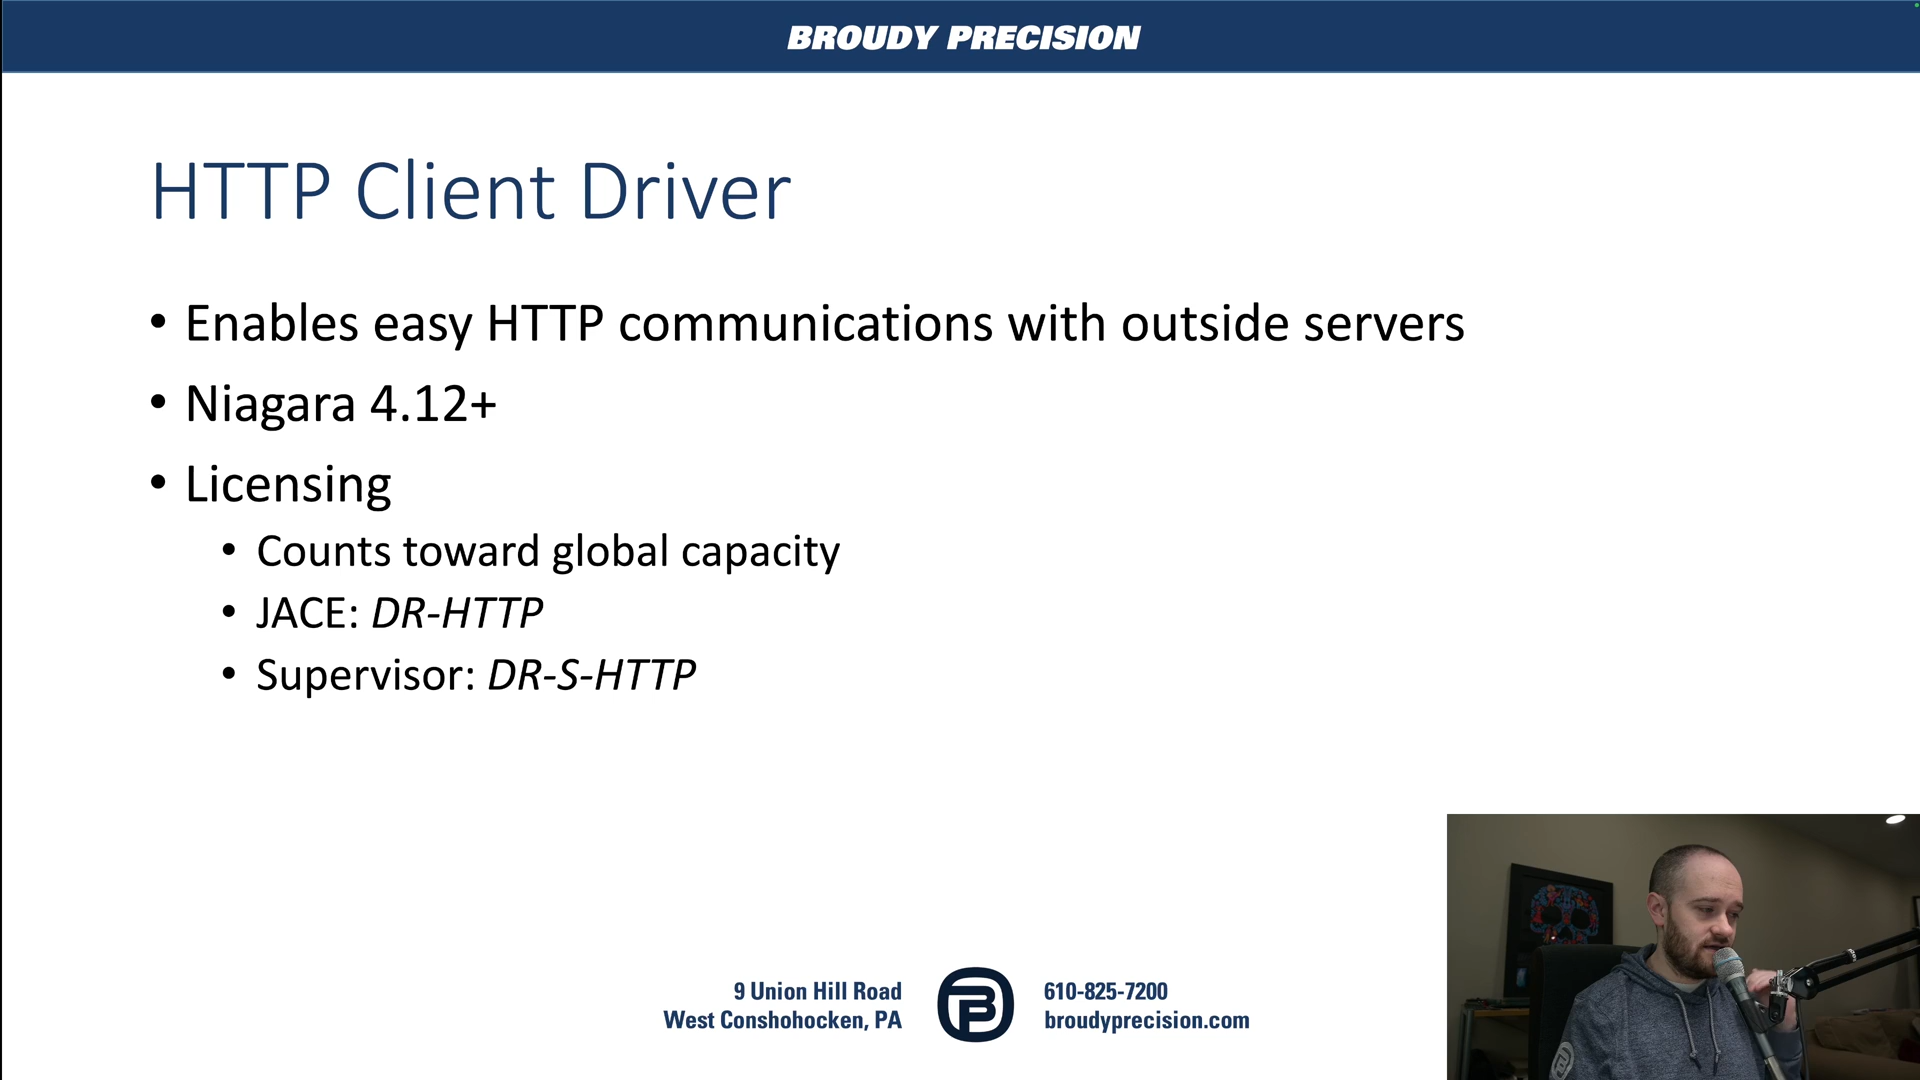 BROUDY PRECISION
HTTP Client Driver
• Enables easy HTTP communications with outside servers
• Niagara 4.12+
• Licensing
• Counts toward global capacity
• JACE: DR-HTTP
• Supervisor: DR-S-HTTP
9 Union Hill Road
West Conshohocken, PA
610-825-7200
broudyprecision.com